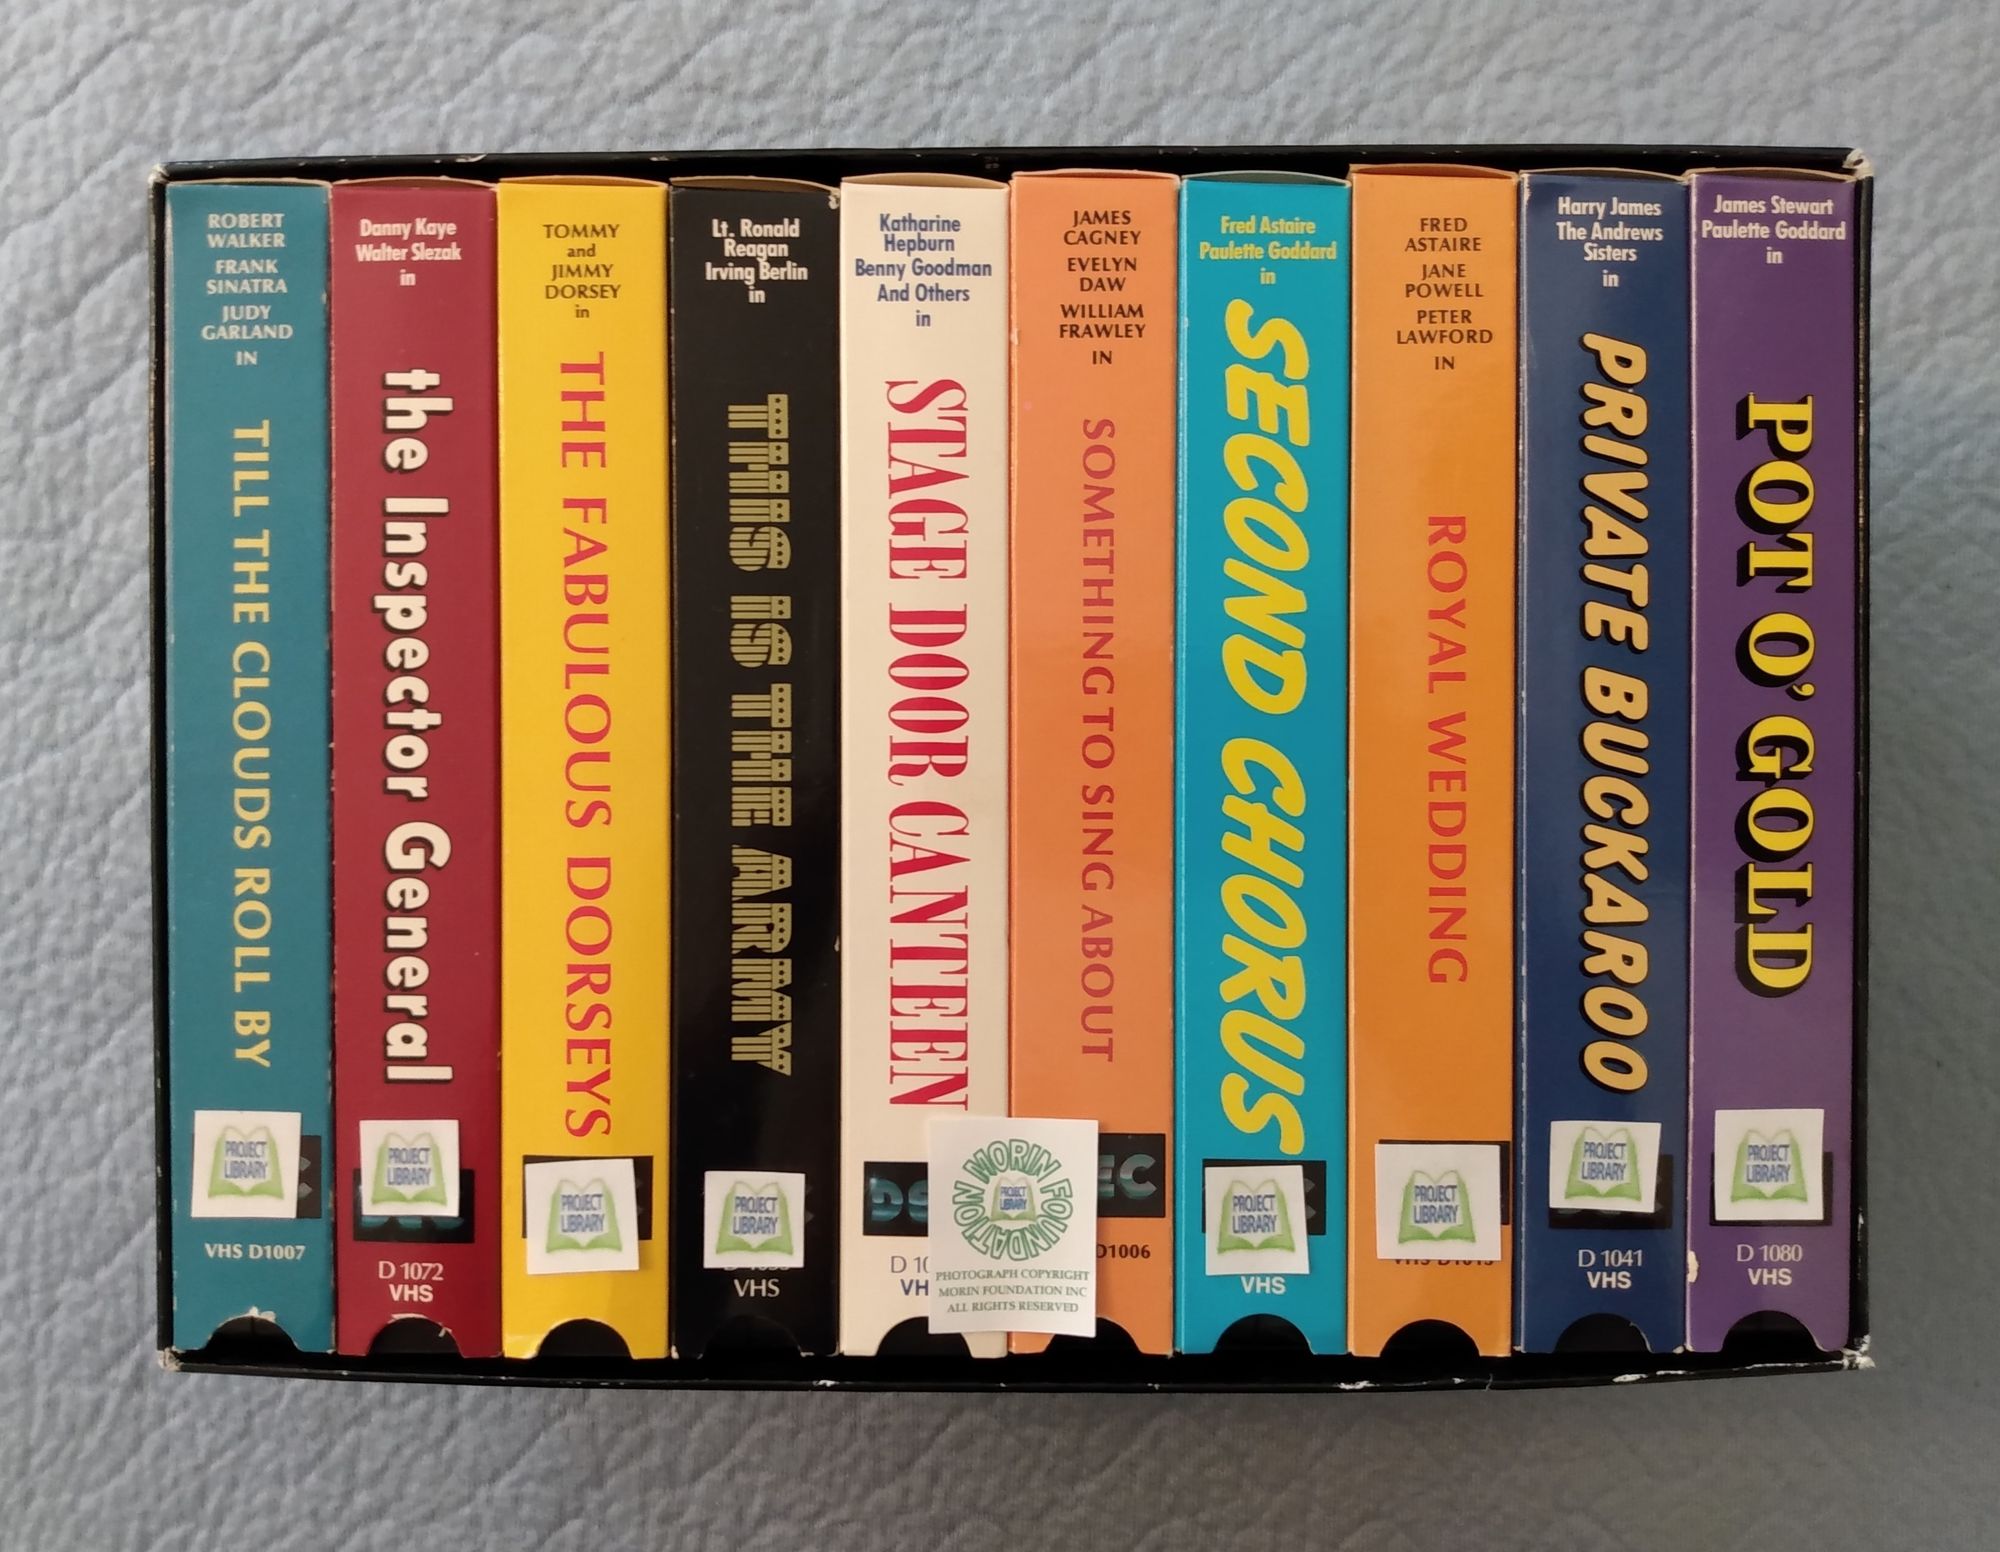 ROBERT
WALKER
FRANK
SINATRA
JUDY
GARLAND
IN
TILL THE CLOUDS ROLL BY
PROJECT
LIBRARY
VHS D1007
Danny Kaye
Walter Slezak
in
the Inspector General
PROJECT
LIBRARY
D 1072
VHS
TOMMY
and
JIMMY
DORSEY
in
THE FABULOUS DORSEYS
PROJECT
LIBRARY
Lt. Ronald
Reagan
Irving Berlin
in
THIS IS THE ARMY
PROJECT
LIBRARY
VHS
Katharine
Hepburn
Benny Goodman
And Others
in
STAGE DOOR CANTEEN
D 10
VH
JAMES
CAGNEY
EVELYN
DAW
WILLIAM
FRAWLEY
IN
SOMETHING TO SING ABOUT
EC
D1006
MORIN FOUNDATION
PROJECT
LIBRARY
PHOTOGRAPH COPYRIGHT
MORIN FOUNDATION INC
ALL RIGHTS RESERVED
Fred Astaire
Paulette Goddard
in
SECOND CHORUS
PROJECT
LIBRARY
VHS
FRED
ASTAIRE
JANE
POWELL
PETER
LAWFORD
IN
ROYAL WEDDING
PROJECT
LIBRARY
Harry James
The Andrews
Sisters
in
PRIVATE BUCKAROO
PROJECT
LIBRARY
D 1041
VHS
James Stewart
Paulette Goddard
in
POT O' GOLD
PROJECT
LIBRARY
D 1080
VHS